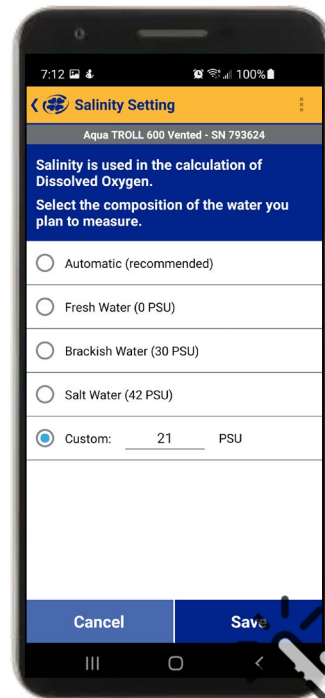 7:12 100%
Salinity Setting
Aqua TROLL 600 Vented - SN 793624
Salinity is used in the calculation of
Dissolved Oxygen.
Select the composition of the water you
plan to measure.
Automatic (recommended)
Fresh Water (0 PSU)
Brackish Water (30 PSU)
Salt Water (42 PSU)
Custom: 21 PSU
Cancel Save